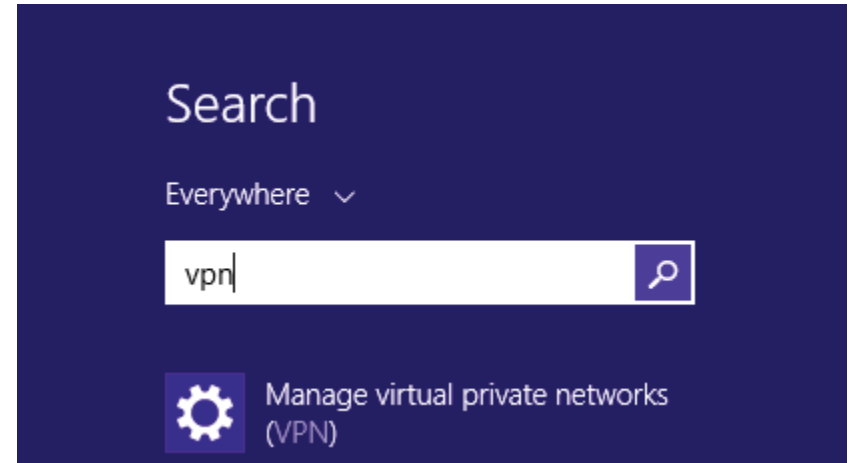 Search
Everywhere
vpn
Manage virtual private networks
(VPN)